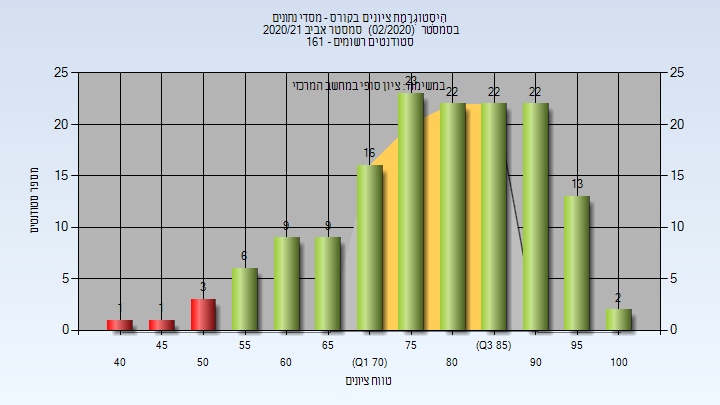 היסטוגרמת ציונים בקורס - מסדי נתונים
בסמסטר (02/2020) סמסטר אביב 2020/21
סטודנטים רשומים - 161
במשימה: ציון סופי במחשב המרכזי
25 25
20 20
15 15
10 10
5 5
0 0
מספר סטודנטים
1 1 3 6 9 9 16 23 22 22 22 13 2
45 55 65 75 (Q3 85) 95
40 50 60 (Q1 70) 80 90 100
טווח ציונים